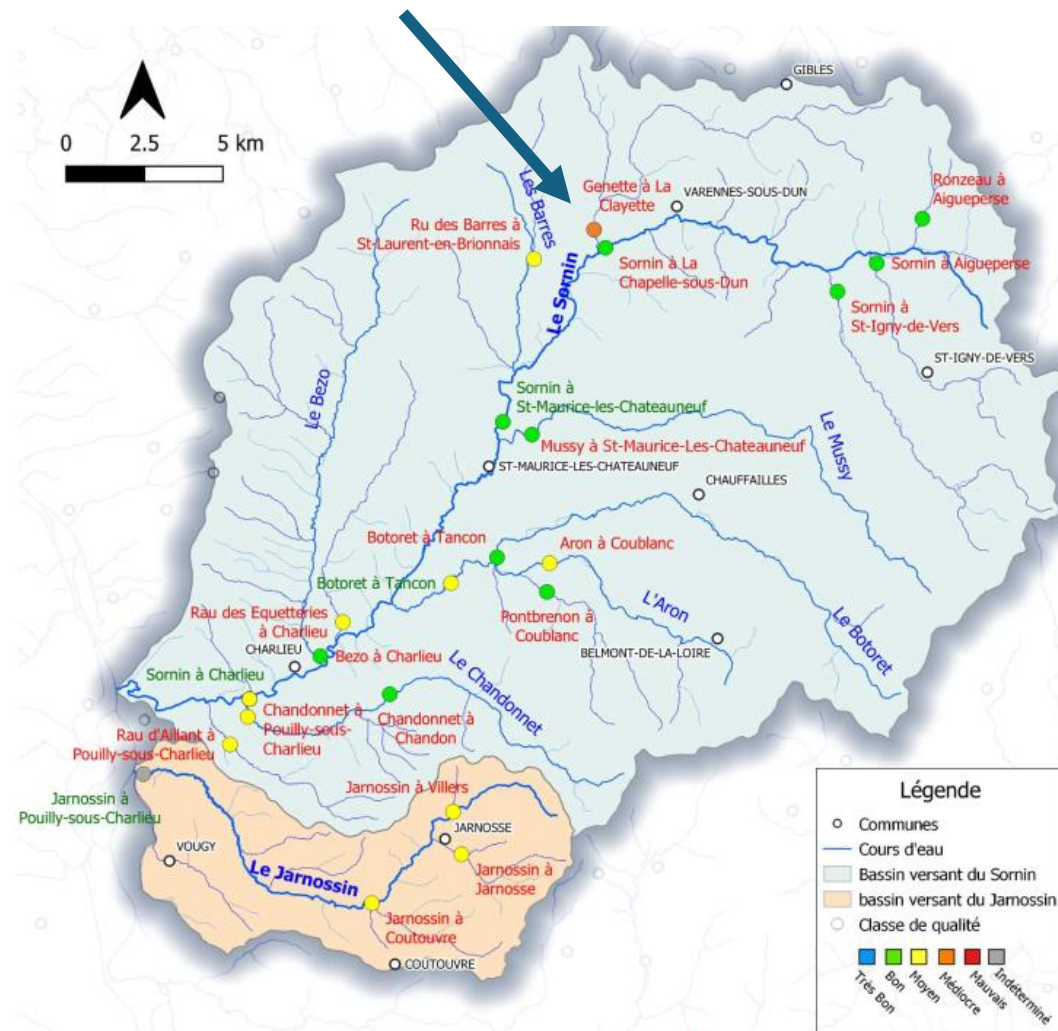 GIBLES
0 2.5 5 km
Genette à La
Clayette
VARENNES-SOUS-DUN
Ronzeau à
Aigueperse
Les Barres
Ru des Barres à
St-Laurent-en-Brionnais
Le Sornin
Sornin à La
Chapelle-sous-Dun
Sornin à Aigueperse
Sornin à
St-Igny-de-Vers
ST-IGNY-DE-VERS
Le Bezo
Sornin à
St-Maurice-les-Chateauneuf
Mussy à St-Maurice-Les-Chateauneuf
Le Mussy
ST-MAURICE-LES-CHATEAUNEUF
CHAUFFAILLES
Botoret à Tancon
Aron à Coublanc
Botoret à Tancon
L'Aron
Le Botoret
Pontbrenon à
Coublanc
Rau des Equetteries
à Charlieu
CHARLIEU
Bezo à Charlieu
BELMONT-DE-LA-LOIRE
Le Chandonnet
Sornin à Charlieu
Chandonnet à
Pouilly-sous-
Charlieu
Chandonnet à
Chandon
Rau d'Aillant à
Pouilly-sous-Charlieu
Jarnossin à
Pouilly-sous-Charlieu
Jarnossin à Villers
JARNOSSE
VOUGY
Le Jarnossin
Jarnossin à
Jarnosse
Jarnossin à
Coutouvre
COUTOUVRE
Légende
Communes
Cours d'eau
Bassin versant du Sornin
bassin versant du Jarnossin
Classe de qualité
Très Bon
Bon
Moyen
Médiocre
Mauvais
Indéterminé